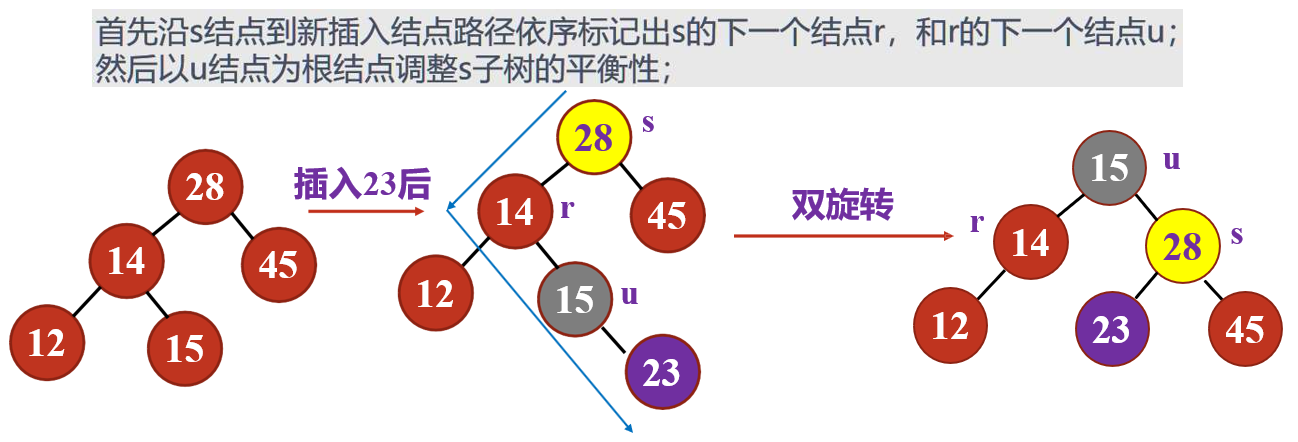 首先沿s结点到新插入结点路径依序标记出s的下一个结点r，和r的下一个结点u；
然后以u结点为根结点调整s子树的平衡性；
28
14
45
12
15
插入23后
28
s
14
r
45
12
15
u
23
双旋转
15
u
r
14
28
s
12
23
45